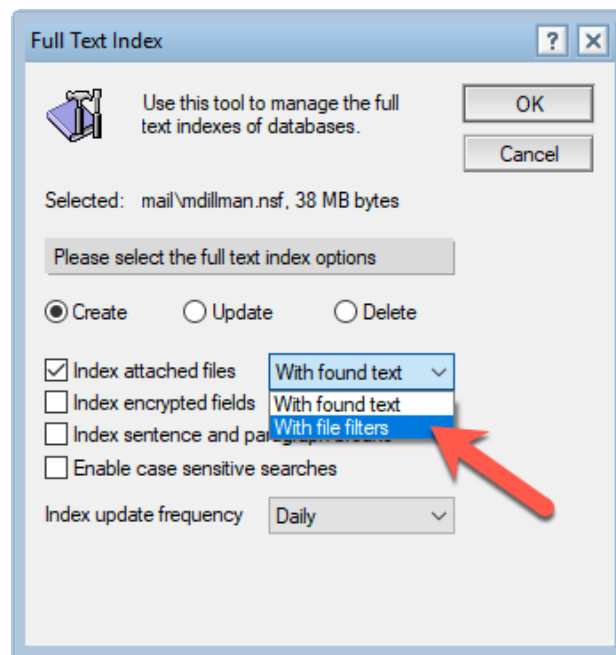 Full Text Index
Use this tool to manage the full
text indexes of databases.
OK
Cancel
Selected: mail\mdillman.nsf, 38 MB bytes
Please select the full text index options
Create Update Delete
Index attached files With found text
Index encrypted fields With found text
With file filters
Index sentence and
Enable case sensitive searches
Index update frequency Daily